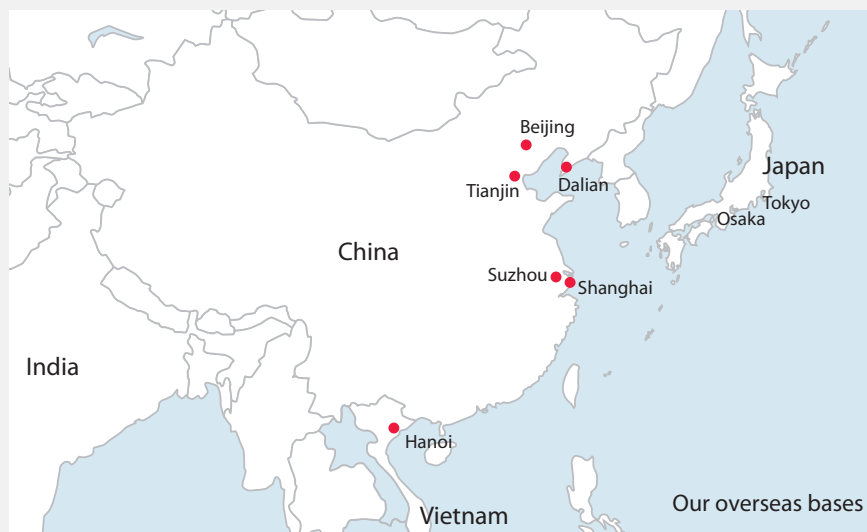 Beijing
Japan
Tianjin
Dalian
Tokyo
Osaka
China
Suzhou
Shanghai
India
Hanoi
Vietnam
Our overseas bases